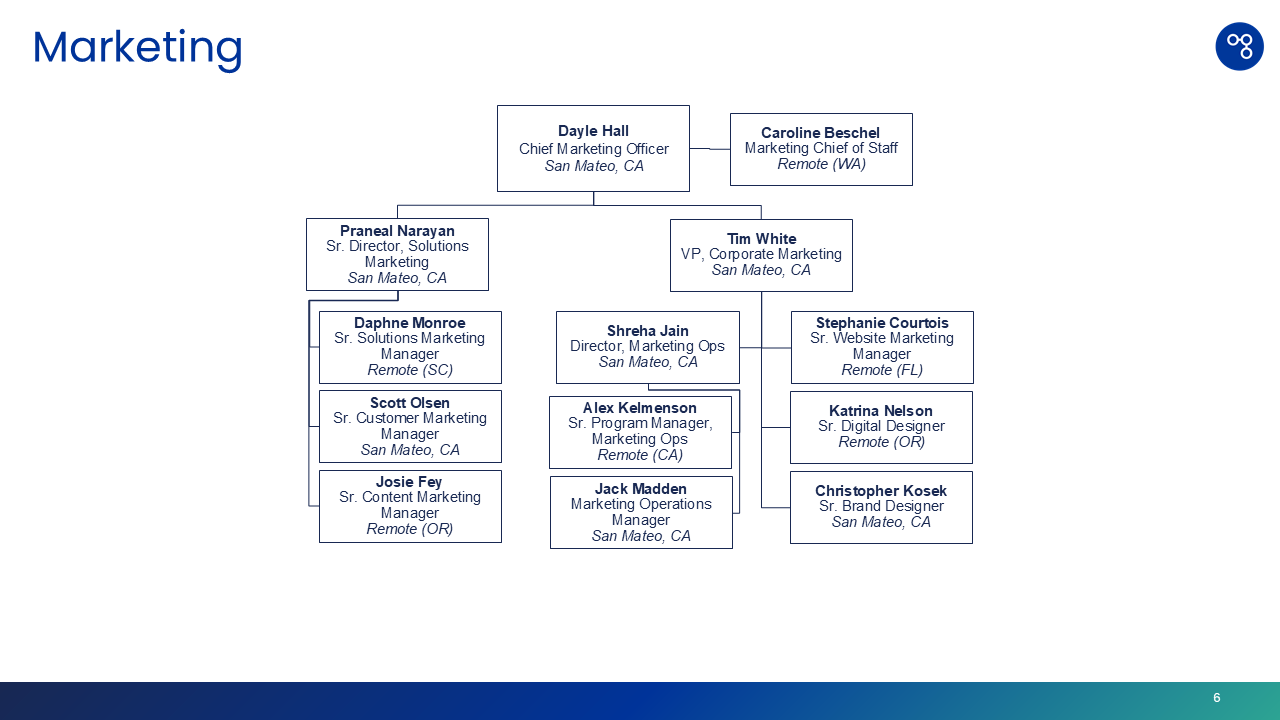 Marketing
Dayle Hall
Chief Marketing Officer
San Mateo, CA
Caroline Beschel
Marketing Chief of Staff
Remote (WA)
Praneal Narayan
Sr. Director, Solutions
Marketing
San Mateo, CA
Tim White
VP, Corporate Marketing
San Mateo, CA
Daphne Monroe
Sr. Solutions Marketing
Manager
Remote (SC)
Scott Olsen
Sr. Customer Marketing
Manager
San Mateo, CA
Josie Fey
Sr. Content Marketing
Manager
Remote (OR)
Shreha Jain
Director, Marketing Ops
San Mateo, CA
Alex Kelmenson
Sr. Program Manager,
Marketing Ops
Remote (CA)
Jack Madden
Marketing Operations
Manager
San Mateo, CA
Stephanie Courtois
Sr. Website Marketing
Manager
Remote (FL)
Katrina Nelson
Sr. Digital Designer
Remote (OR)
Christopher Kosek
Sr. Brand Designer
San Mateo, CA
6